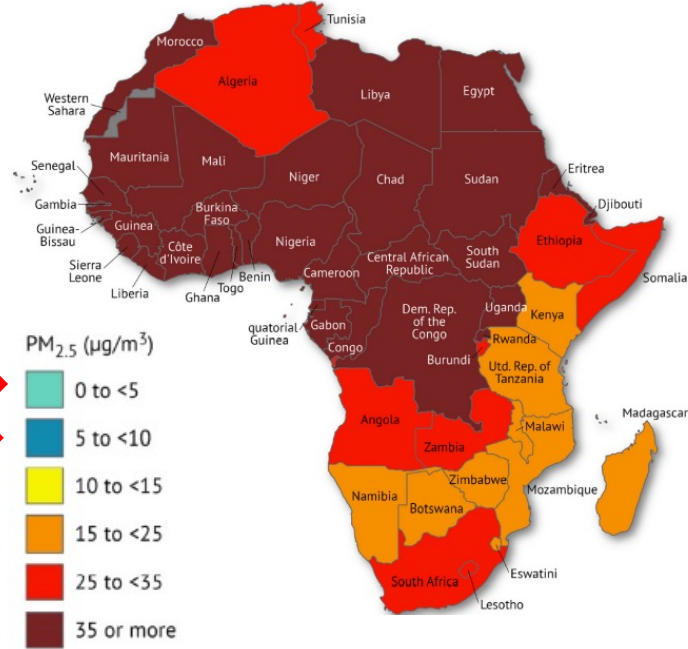 Tunisia
Morocco
Algeria
Libya
Egypt
Western
Sahara
Mauritania
Mali
Niger
Chad
Sudan
Eritrea
Senegal
Gambia
Guinea-
Bissau
Guinea
Burkina
Faso
Djibouti
Sierra
Leone
Côte
d'Ivoire
Nigeria
Ethiopia
Liberia
Ghana
Togo
Benin
Cameroon
Central African
Republic
South
Sudan
Somalia
quatorial
Guinea
Gabon
Congo
Dem. Rep.
of the
Congo
Uganda
Kenya
Rwanda
Burundi
Utd. Rep. of
Tanzania
Angola
Zambia
Malawi
Madagascar
Mozambique
Zimbabwe
Namibia
Botswana
South Africa
Eswatini
Lesotho
PM2.5 (µg/m³)
0 to <5
5 to <10
10 to <15
15 to <25
25 to <35
35 or more